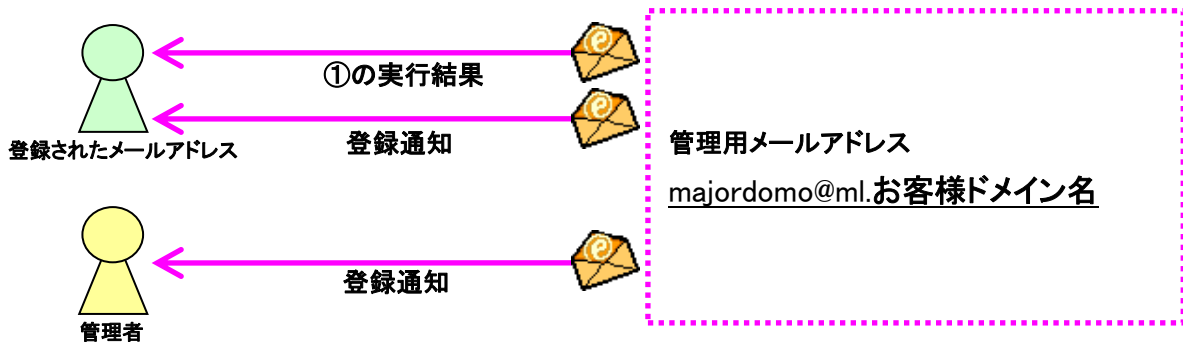 ①の実行結果
登録通知
登録されたメールアドレス
管理用メールアドレス
majordomo@ml.お客様ドメイン名
登録通知
管理者